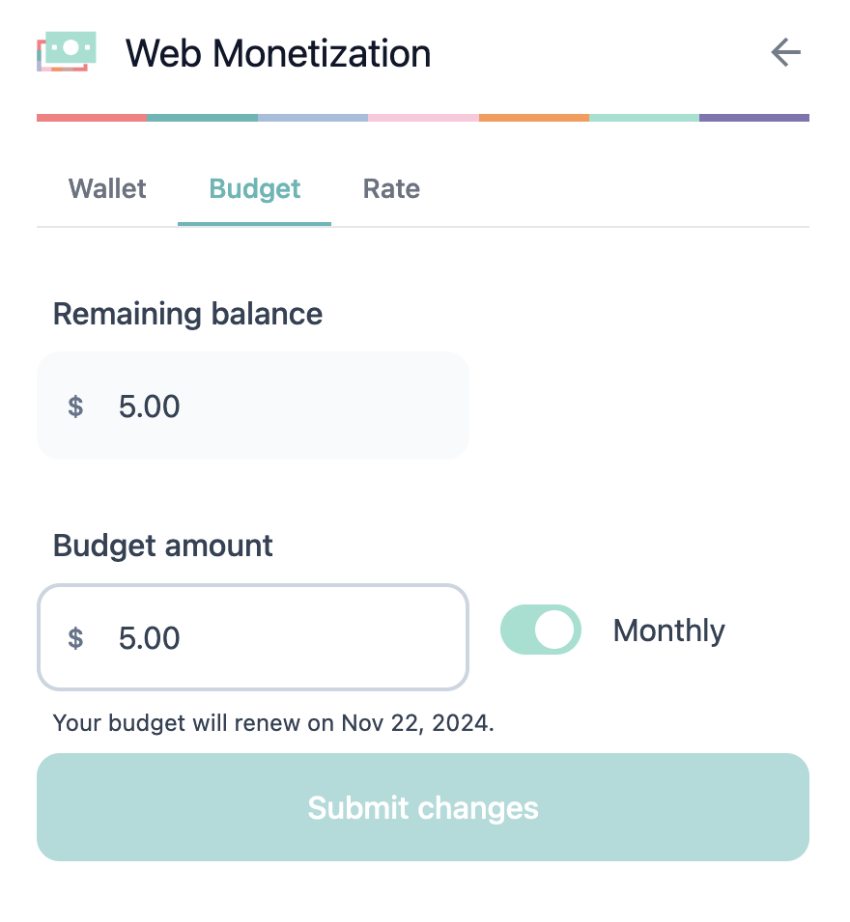 Web Monetization
Wallet Budget Rate
Remaining balance
$ 5.00
Budget amount
$ 5.00 Monthly
Your budget will renew on Nov 22, 2024.
Submit changes